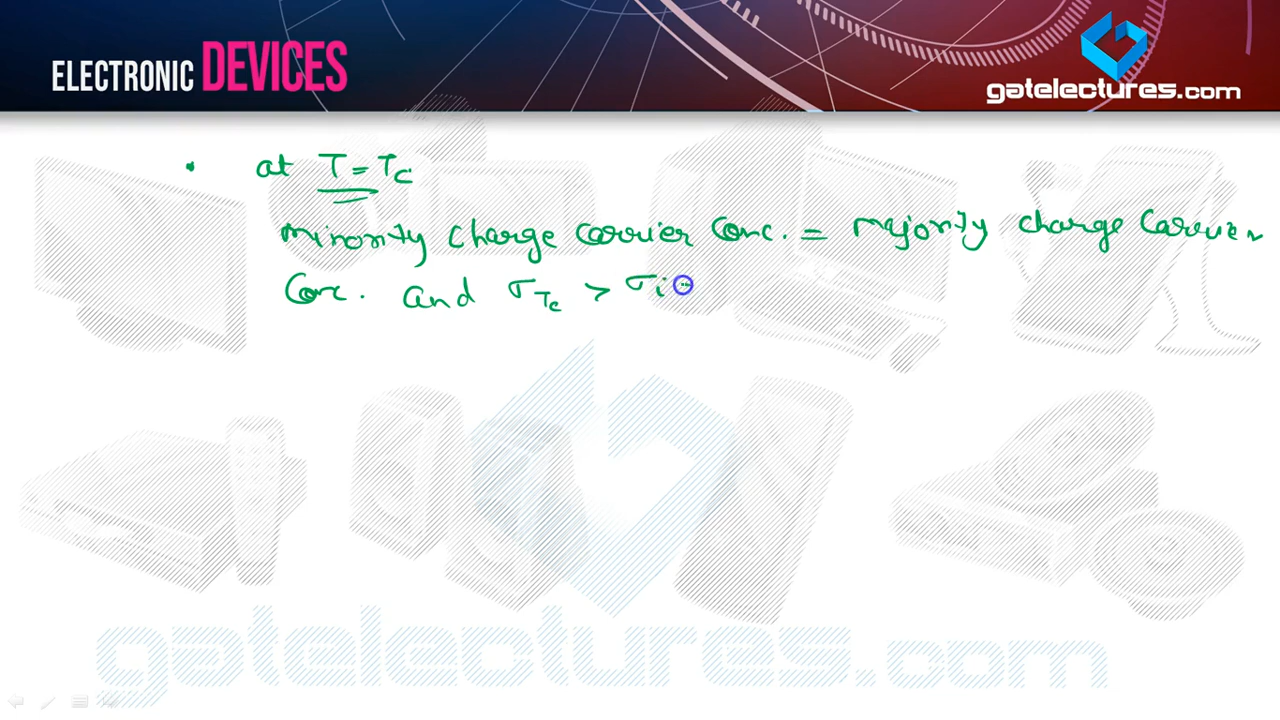 ELECTRONIC DEVICES
gatelectures.com
• at T = Tc
minority charge carrier Conc. = majority charge Carrier
Conc. and σTc > σi
gatelectures.com